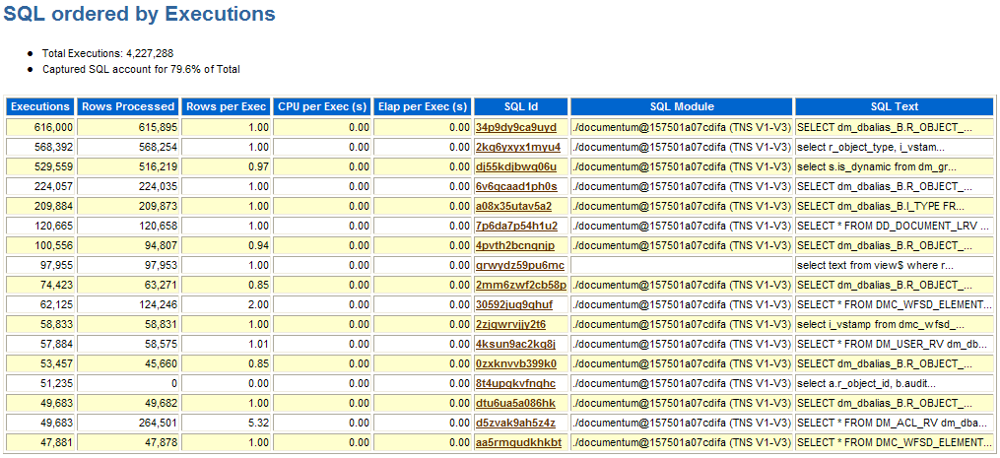 SQL ordered by Executions
• Total Executions: 4,227,288
• Captured SQL account for 79.6% of Total
Executions Rows Processed Rows per Exec CPU per Exec (s) Elap per Exec (s) SQL Id SQL Module SQL Text
616,000 615,895 1.00 0.00 0.00 34p9dy9ca9uyd ./documentum@157501a07cdifa (TNS V1-V3) SELECT dm_dbalias_B.R_OBJECT_...
568,392 568,254 1.00 0.00 0.00 2kq6yxyx1myu4 ./documentum@157501a07cdifa (TNS V1-V3) select r_object_type, i_vstam...
529,559 516,219 0.97 0.00 0.00 dj55kdjbwq06u ./documentum@157501a07cdifa (TNS V1-V3) select s.is_dynamic from dm_gr...
224,057 224,035 1.00 0.00 0.00 6v6qcaad1ph0s ./documentum@157501a07cdifa (TNS V1-V3) SELECT dm_dbalias_B.R_OBJECT_...
209,884 209,873 1.00 0.00 0.00 a08x35utav5a2 ./documentum@157501a07cdifa (TNS V1-V3) SELECT dm_dbalias_B.I_TYPE FR...
120,665 120,658 1.00 0.00 0.00 7p6da7p54h1u2 ./documentum@157501a07cdifa (TNS V1-V3) SELECT * FROM DD_DOCUMENT_LRV ...
100,556 94,807 0.94 0.00 0.00 4pvth2bcnqnjp ./documentum@157501a07cdifa (TNS V1-V3) SELECT dm_dbalias_B.R_OBJECT_...
97,955 97,953 1.00 0.00 0.00 grwydz59pu6mc select text from view$ where r...
74,423 63,271 0.85 0.00 0.00 2mm6zwf2cb58p ./documentum@157501a07cdifa (TNS V1-V3) SELECT dm_dbalias_B.R_OBJECT_...
62,125 124,246 2.00 0.00 0.00 30592juq9qhuf ./documentum@157501a07cdifa (TNS V1-V3) SELECT * FROM DMC_WFSD_ELEMENT...
58,833 58,831 1.00 0.00 0.00 2zjqwrvjjy2t6 ./documentum@157501a07cdifa (TNS V1-V3) select i_vstamp from dmc_wfsd_...
57,884 58,575 1.01 0.00 0.00 4ksun9ac2kq8j ./documentum@157501a07cdifa (TNS V1-V3) SELECT * FROM DM_USER_RV dm_db...
53,457 45,660 0.85 0.00 0.00 0zxknvvb399k0 ./documentum@157501a07cdifa (TNS V1-V3) SELECT dm_dbalias_B.R_OBJECT_...
51,235 0 0.00 0.00 0.00 8t4upqkvfnqhc ./documentum@157501a07cdifa (TNS V1-V3) select a.r_object_id, b.audit...
49,683 49,682 1.00 0.00 0.00 dtu6ua5a086hk ./documentum@157501a07cdifa (TNS V1-V3) SELECT dm_dbalias_B.R_OBJECT_...
49,683 264,501 5.32 0.00 0.00 d5zvak9ah5z4z ./documentum@157501a07cdifa (TNS V1-V3) SELECT * FROM DM_ACL_RV dm_dba...
47,881 47,878 1.00 0.00 0.00 aa5rmqudkhkbt ./documentum@157501a07cdifa (TNS V1-V3) SELECT * FROM DMC_WFSD_ELEMENT...